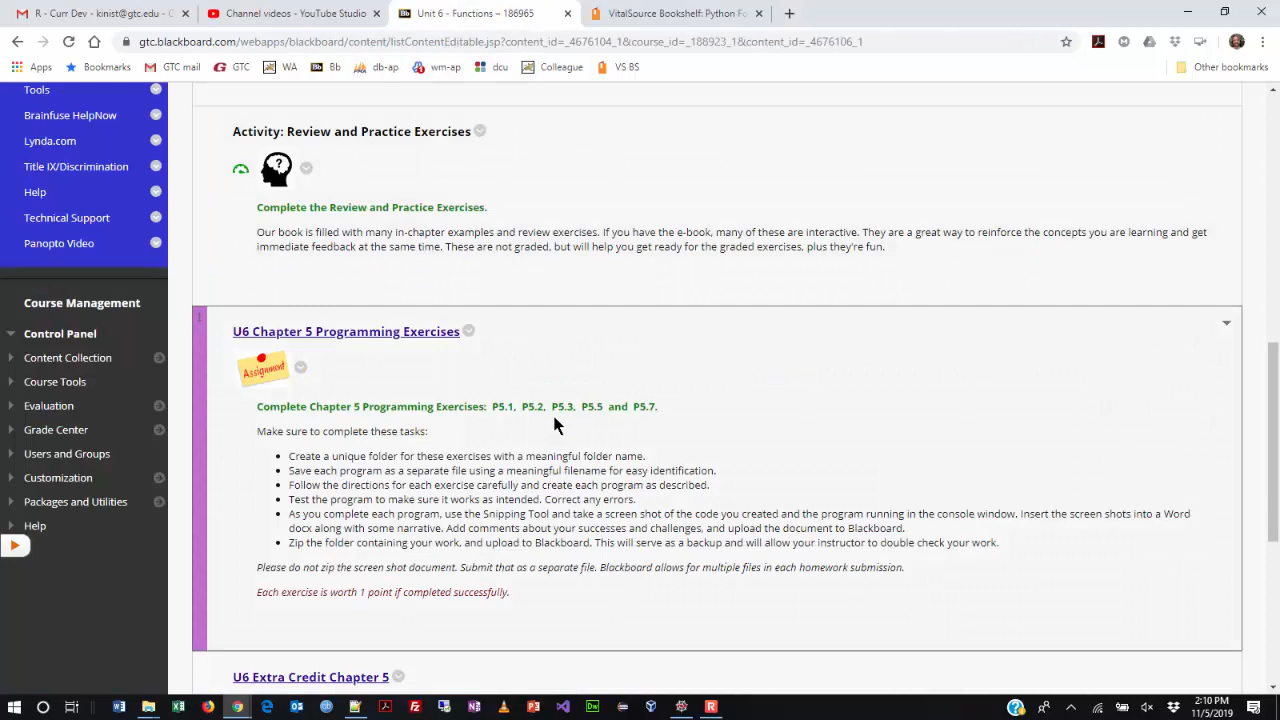 R - Curr Dev - kinist@gtc.edu - G
Channel videos - YouTube Studio
Unit 6 - Functions – 186965
VitalSource Bookshelf: Python Fo
gtc.blackboard.com/webapps/blackboard/content/listContentEditable.jsp?content_id=_4676104_1&course_id=_188923_1&content_id=_4676106_1
Apps Bookmarks GTC mail GTC WA Bb db-ap wm-ap dcu Colleague VS BS Other bookmarks
Tools
Brainfuse HelpNow
Lynda.com
Title IX/Discrimination
Help
Technical Support
Panopto Video
Course Management
Control Panel
Content Collection
Course Tools
Evaluation
Grade Center
Users and Groups
Customization
Packages and Utilities
Help
Activity: Review and Practice Exercises
Complete the Review and Practice Exercises.
Our book is filled with many in-chapter examples and review exercises. If you have the e-book, many of these are interactive. They are a great way to reinforce the concepts you are learning and get
immediate feedback at the same time. These are not graded, but will help you get ready for the graded exercises, plus they're fun.
1
U6 Chapter 5 Programming Exercises
Assignment
Complete Chapter 5 Programming Exercises: P5.1, P5.2, P5.3, P5.5 and P5.7.
Make sure to complete these tasks:
Create a unique folder for these exercises with a meaningful folder name.
Save each program as a separate file using a meaningful filename for easy identification.
Follow the directions for each exercise carefully and create each program as described.
Test the program to make sure it works as intended. Correct any errors.
As you complete each program, use the Snipping Tool and take a screen shot of the code you created and the program running in the console window. Insert the screen shots into a Word
docx along with some narrative. Add comments about your successes and challenges, and upload the document to Blackboard.
Zip the folder containing your work, and upload to Blackboard. This will serve as a backup and will allow your instructor to double check your work.
Please do not zip the screen shot document. Submit that as a separate file. Blackboard allows for multiple files in each homework submission.
Each exercise is worth 1 point if completed successfully.
U6 Extra Credit Chapter 5
2:10 PM
11/5/2019